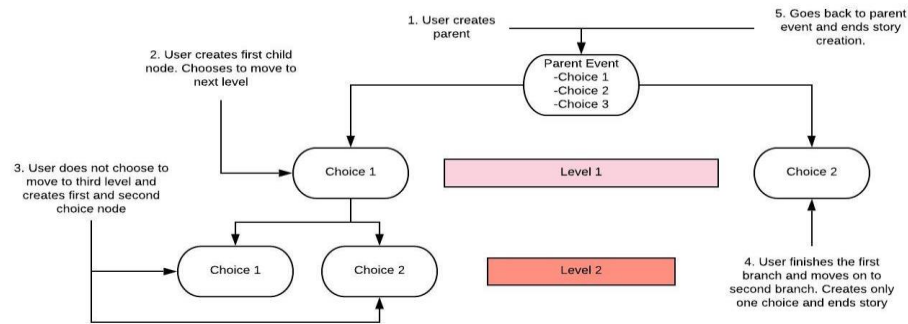 1. User creates
parent
5. Goes back to parent
event and ends story
creation.
2. User creates first child
node. Chooses to move to
next level
Parent Event
-Choice 1
-Choice 2
-Choice 3
3. User does not choose to
move to third level and
creates first and second
choice node
Choice 1
Level 1
Choice 2
Choice 1
Choice 2
Level 2
4. User finishes the first
branch and moves on to
second branch. Creates only
one choice and ends story